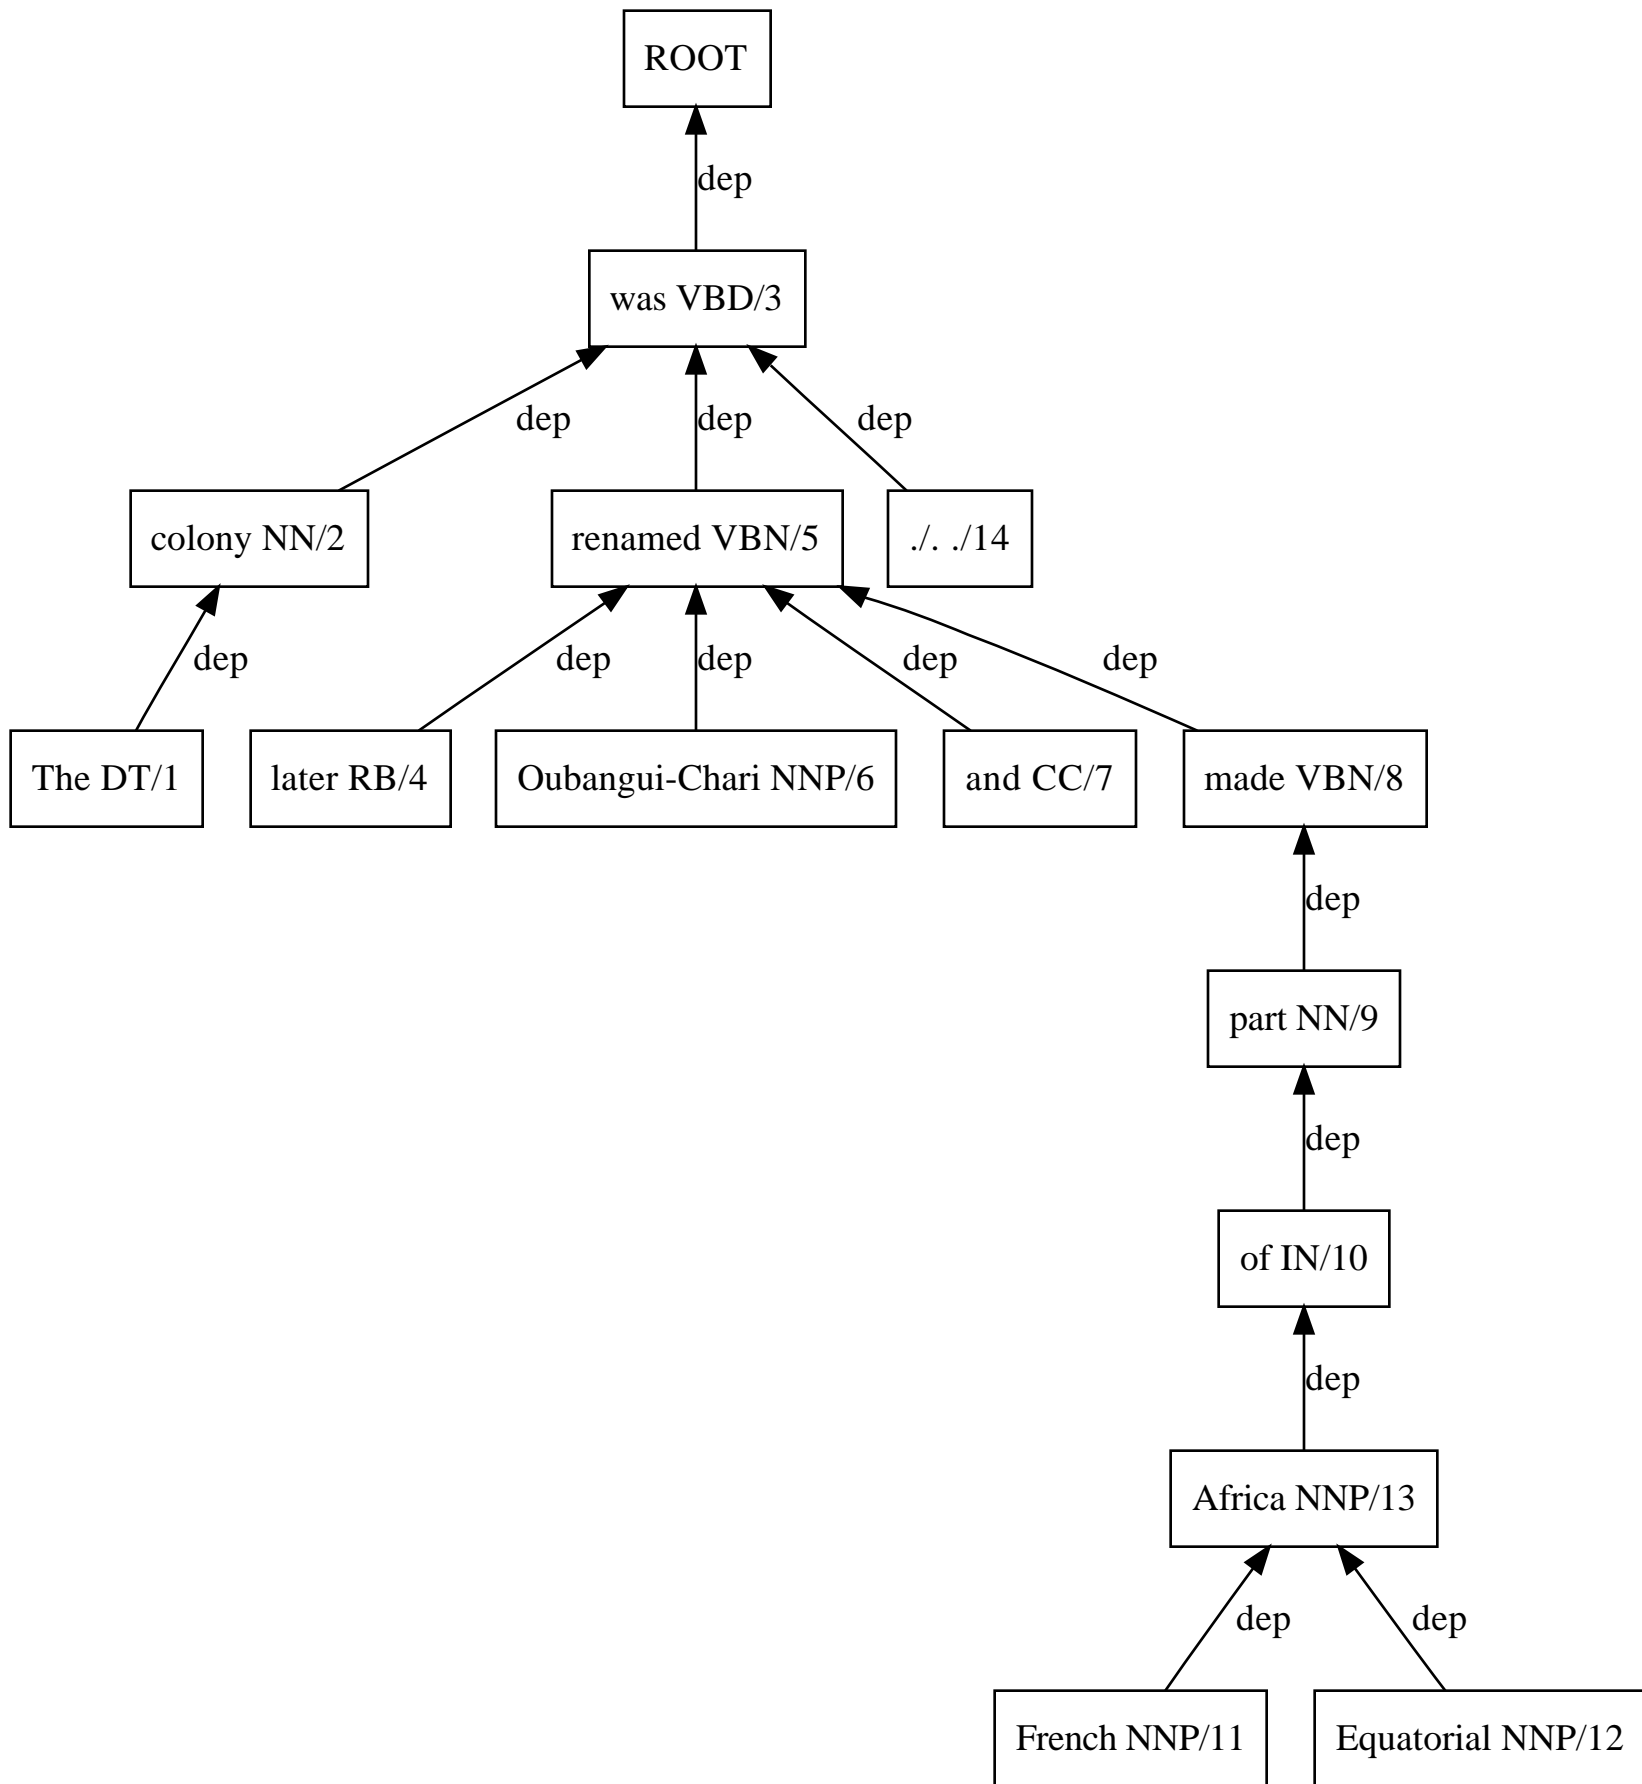 ROOT
dep
was VBD/3
dep dep dep
colony NN/2 renamed VBN/5 ./. ./14
dep dep dep dep dep
The DT/1 later RB/4 Oubangui-Chari NNP/6 and CC/7 made VBN/8
dep
part NN/9
dep
of IN/10
dep
Africa NNP/13
dep dep
French NNP/11 Equatorial NNP/12